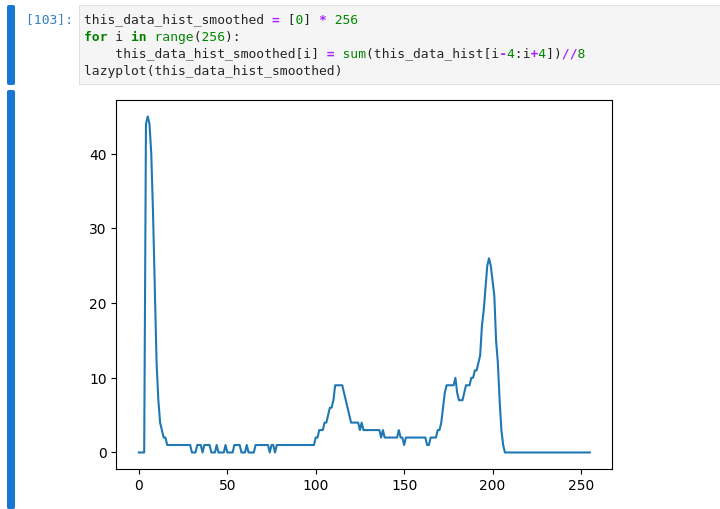 [103]: this_data_hist_smoothed = [0] * 256
for i in range(256):
    this_data_hist_smoothed[i] = sum(this_data_hist[i-4:i+4])//8
lazyplot(this_data_hist_smoothed)
40
30
20
10
0
0 50 100 150 200 250